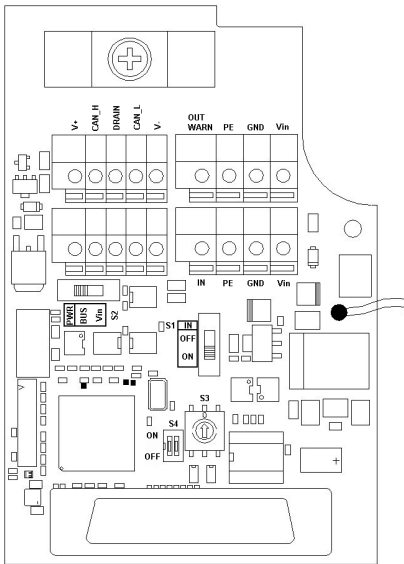 V+ CAN_H DRAIN CAN_L V-
OUT
WARN PE GND Vin
IN PE GND Vin
PWR BUS Vin S2
S1 IN
OFF
ON
S3
S4
ON
OFF
+